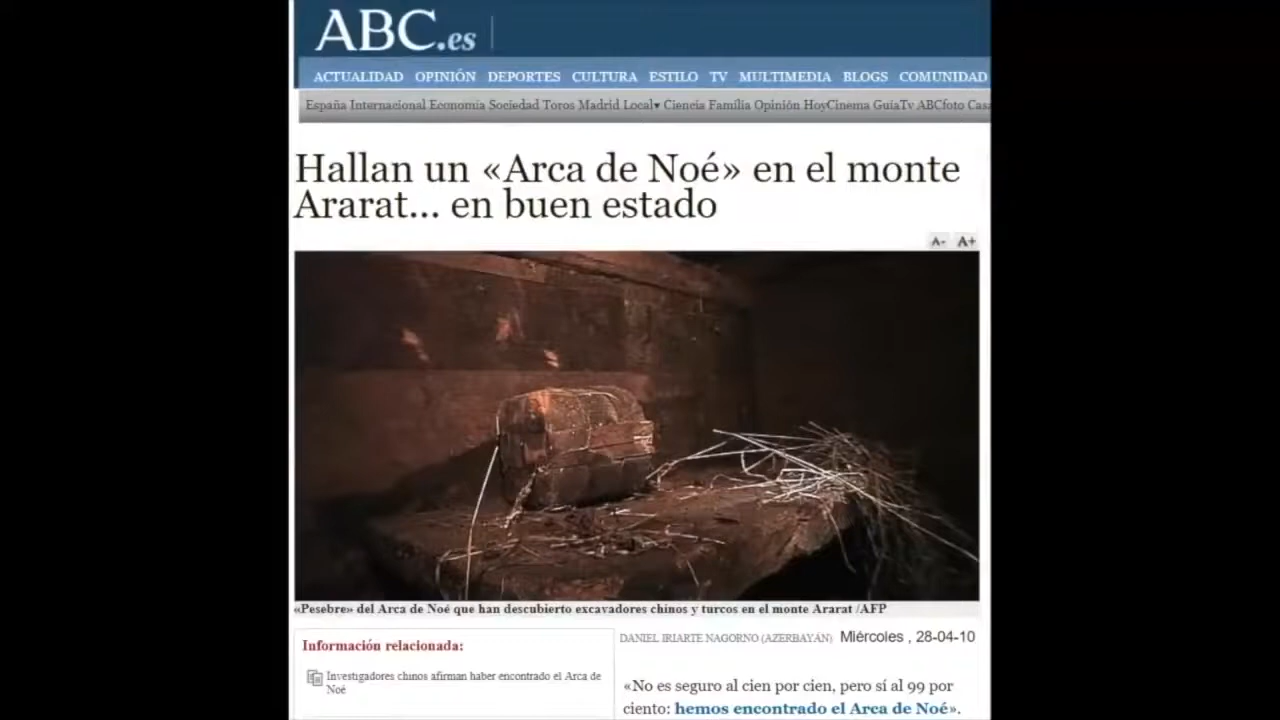 ABC.es
ACTUALIDAD OPINIÓN DEPORTES CULTURA ESTILO TV MULTIMEDIA BLOGS COMUNIDAD
España Internacional Economía Sociedad Toros Madrid Local▾ Ciencia Familia Opinión HoyCinema GuíaTv ABCfoto Casa
Hallan un «Arca de Noé» en el monte
Ararat... en buen estado
A- A+
«Pesebre» del Arca de Noé que han descubierto excavadores chinos y turcos en el monte Ararat /AFP
Información relacionada:
Investigadores chinos afirman haber encontrado el Arca de
Noé
DANIEL IRIARTE NAGORNO (AZERBAYÁN) Miércoles , 28-04-10
«No es seguro al cien por cien, pero sí al 99 por
ciento: hemos encontrado el Arca de Noé».